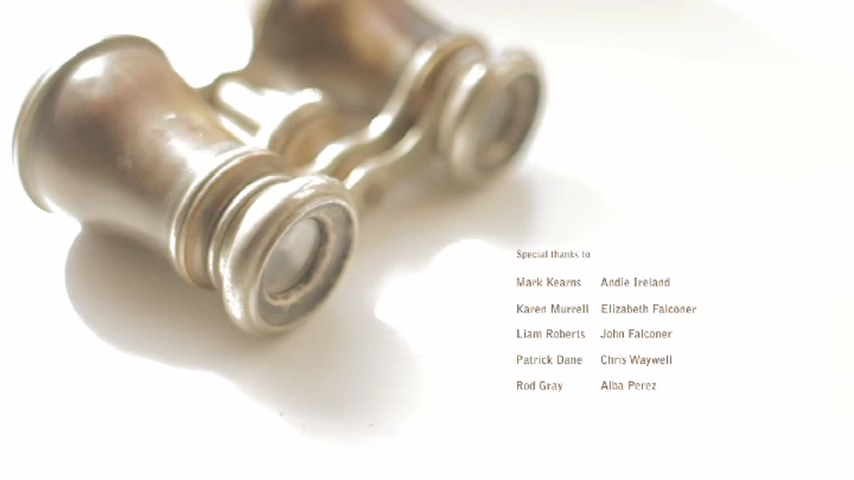 Special thanks to
Mark Kearns Andie Ireland
Karen Murrell Elizabeth Falconer
Liam Roberts John Falconer
Patrick Dane Chris Waywell
Rod Gray Alba Perez